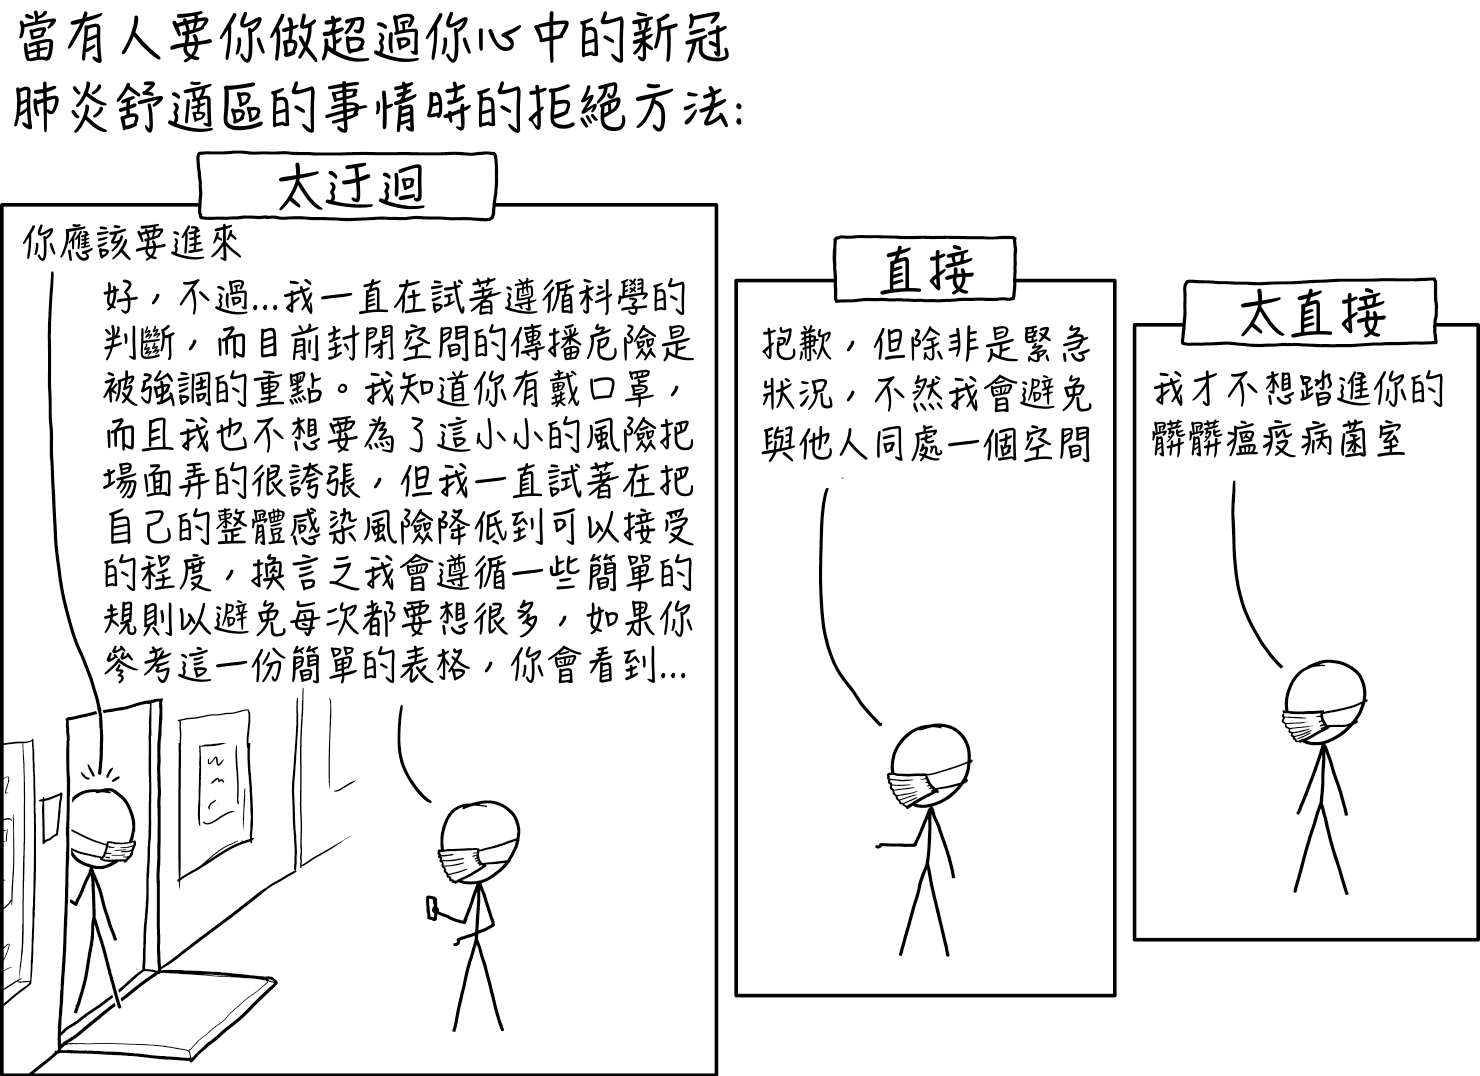 當有人要你做超過你心中的新冠
肺炎舒適區的事情時的拒絕方法:
太迂迴
你應該要進來
好，不過...我一直在試著遵循科學的
判斷，而目前封閉空間的傳播危險是
被強調的重點。我知道你有戴口罩，
而且我也不想要為了這小小的風險把
場面弄的很誇張，但我一直試著在把
自己的整體感染風險降低到可以接受
的程度，換言之我會遵循一些簡單的
規則以避免每次都要想很多，如果你
參考這一份簡單的表格，你會看到...
直接
抱歉，但除非是緊急
狀況，不然我會避免
與他人同處一個空間
太直接
我才不想踏進你的
髒髒瘟疫病菌室